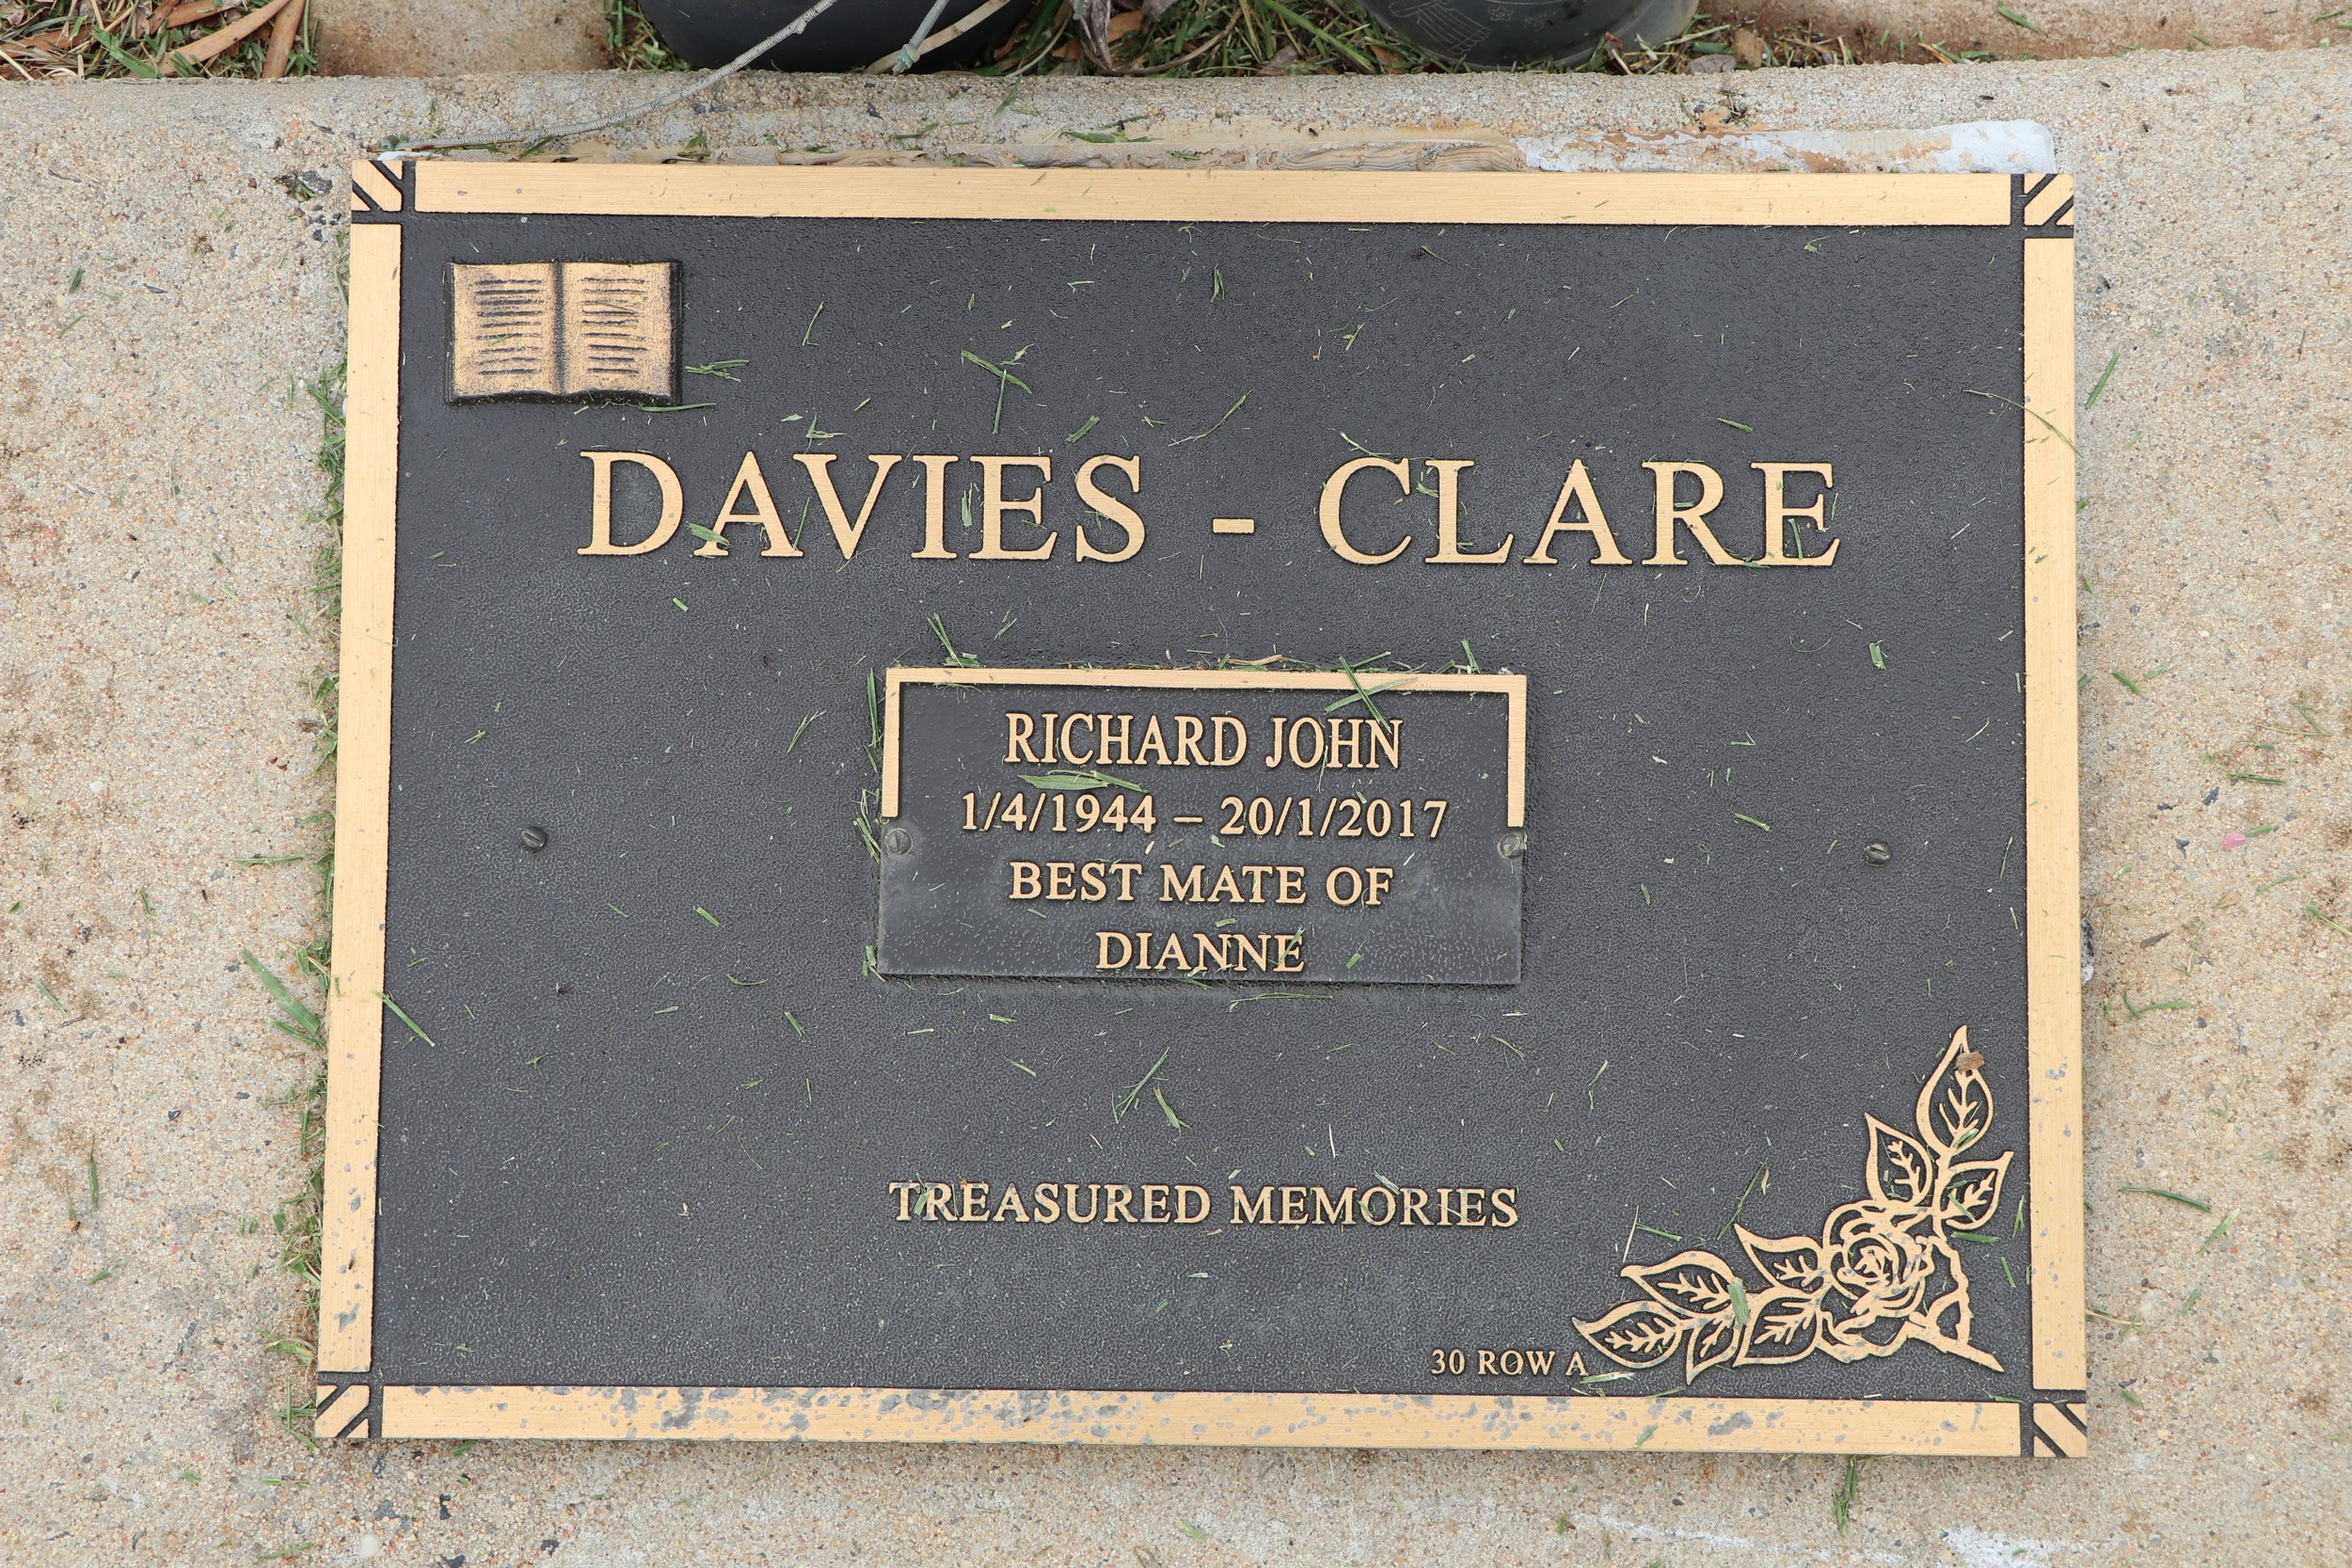 DAVIES - CLARE
RICHARD JOHN
1/4/1944 – 20/1/2017
BEST MATE OF
DIANNE
TREASURED MEMORIES
30 ROW A